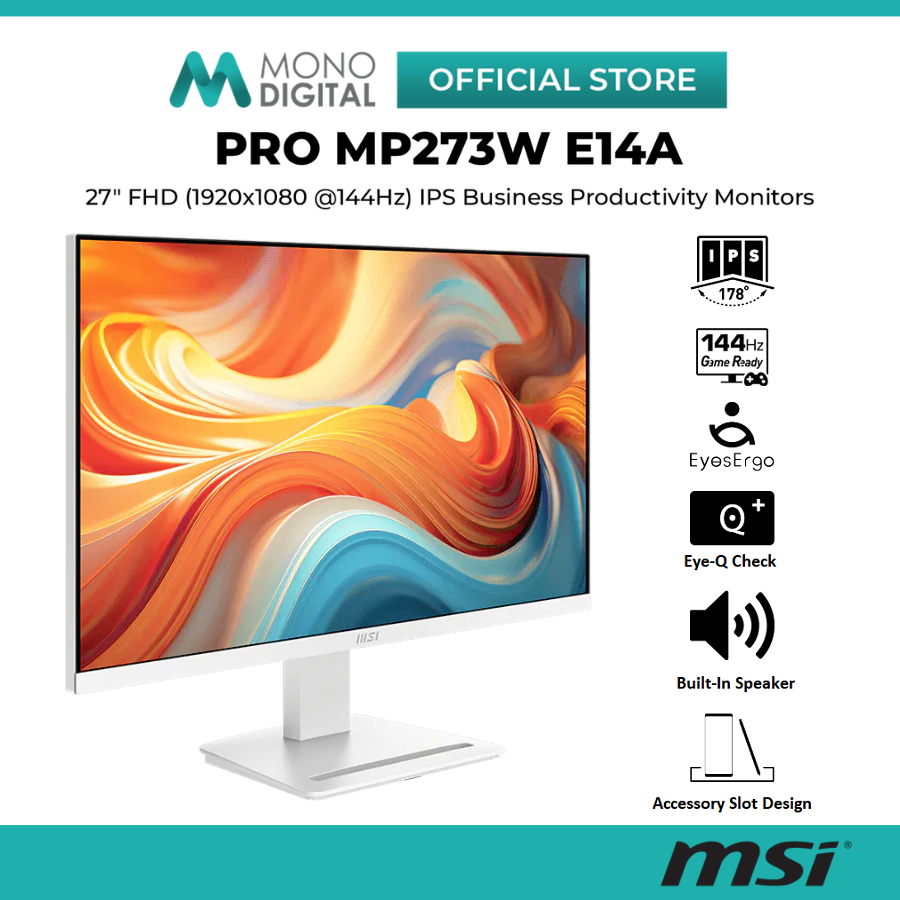 MONO
DIGITAL
OFFICIAL STORE
PRO MP273W E14A
27" FHD (1920x1080 @144Hz) IPS Business Productivity Monitors
IPS
178°
144Hz
Game Ready
EyesErgo
Q+
Eye-Q Check
Built-In Speaker
msi
Accessory Slot Design
msi®